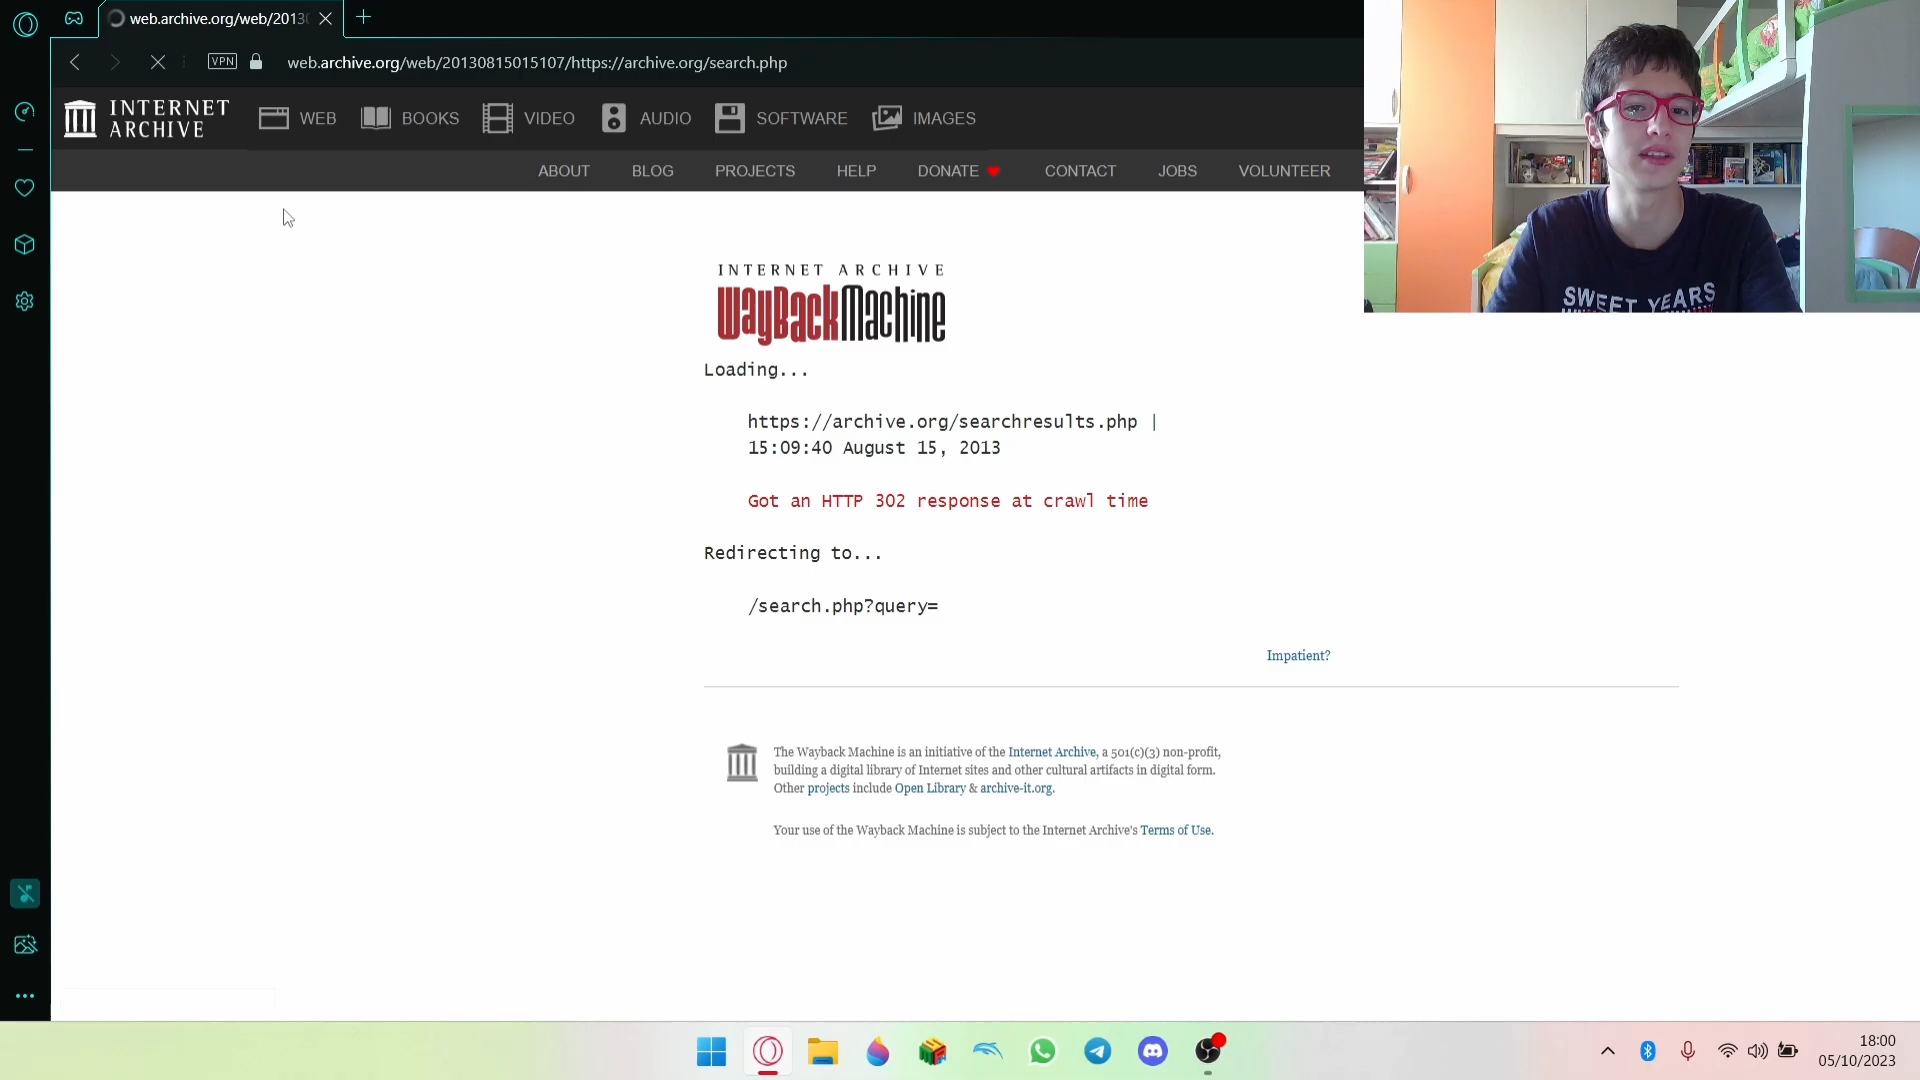 web.archive.org/web/2013
VPN
web.archive.org/web/20130815015107/https://archive.org/search.php
INTERNET
ARCHIVE
WEB
BOOKS
VIDEO
AUDIO
SOFTWARE
IMAGES
ABOUT
BLOG
PROJECTS
HELP
DONATE
CONTACT
JOBS
VOLUNTEER
SWEET YEARS
INTERNET ARCHIVE
WayBackMachine
Loading...
https://archive.org/searchresults.php |
15:09:40 August 15, 2013
Got an HTTP 302 response at crawl time
Redirecting to...
/search.php?query=
Impatient?
The Wayback Machine is an initiative of the Internet Archive, a 501(c)(3) non-profit,
building a digital library of Internet sites and other cultural artifacts in digital form.
Other projects include Open Library & archive-it.org.
Your use of the Wayback Machine is subject to the Internet Archive's Terms of Use.
18:00
05/10/2023